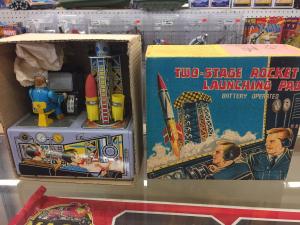 TWO-STAGE ROCKET
LAUNCHING PAD
BATTERY OPERATED